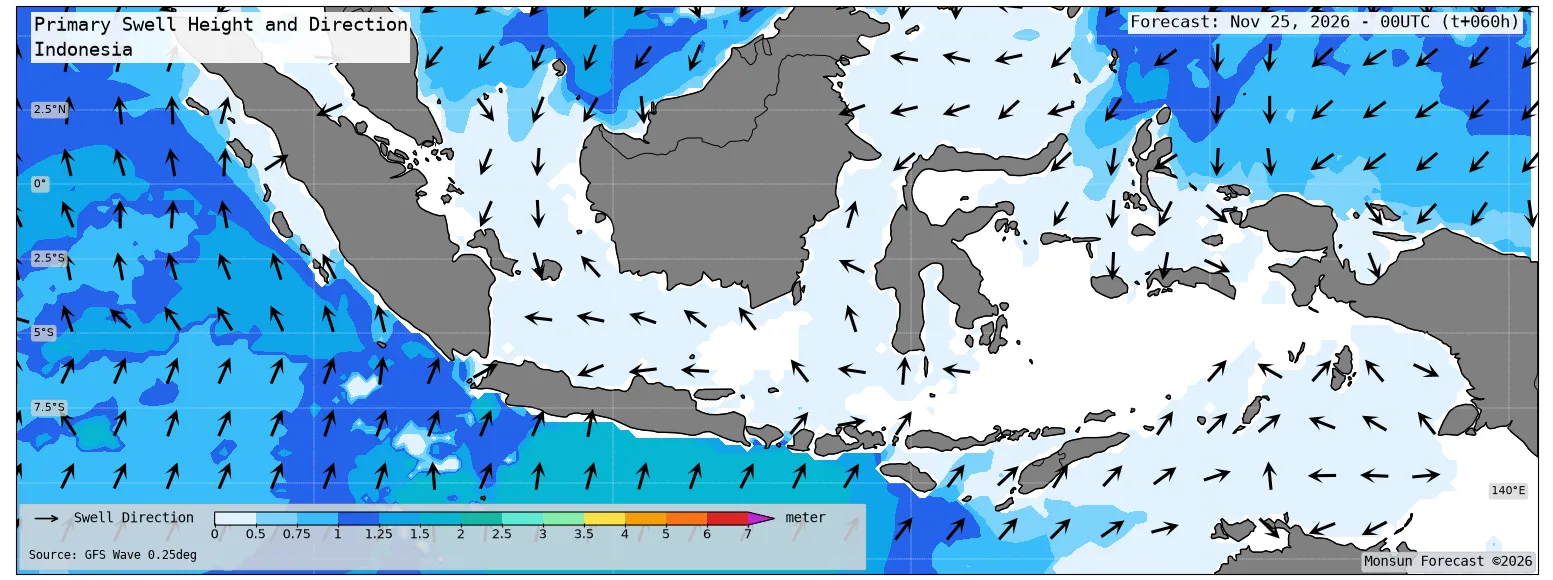 Primary Swell Height and Direction
Indonesia
Forecast: Nov 25, 2026 - 00UTC (t+060h)
2.5°N
0°
2.5°S
5°S
7.5°S
140°E
Swell Direction
0 0.5 0.75 1 1.25 1.5 2 2.5 3 3.5 4 5 6 7
meter
Source: GFS Wave 0.25deg
Monsun Forecast ©2026